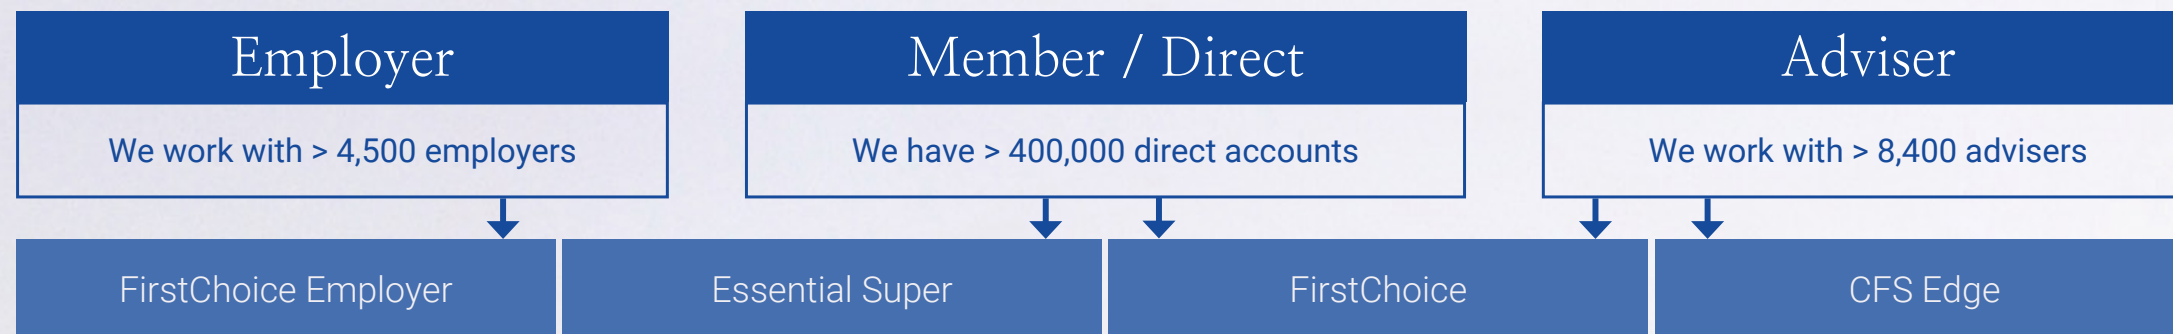 Employer
We work with > 4,500 employers
Member / Direct
We have > 400,000 direct accounts
Adviser
We work with > 8,400 advisers
FirstChoice Employer
Essential Super
FirstChoice
CFS Edge